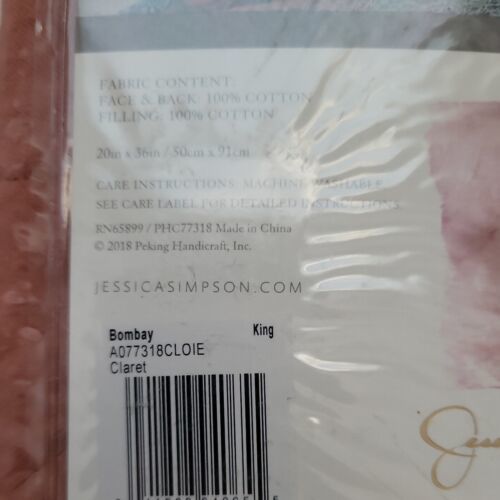 FABRIC CONTENT:
FACE & BACK: 100% COTTON
FILLING: 100% COTTON
20in x 36in / 50cm x 91cm
CARE INSTRUCTIONS: MACHINE WASHABLE
SEE CARE LABEL FOR DETAILED INSTRUCTIONS.
RN65899 / PHC77318 Made in China
© 2018 Peking Handicraft, Inc.
JESSICASIMPSON.COM
Bombay King
A077318CLOIE
Claret
Jess